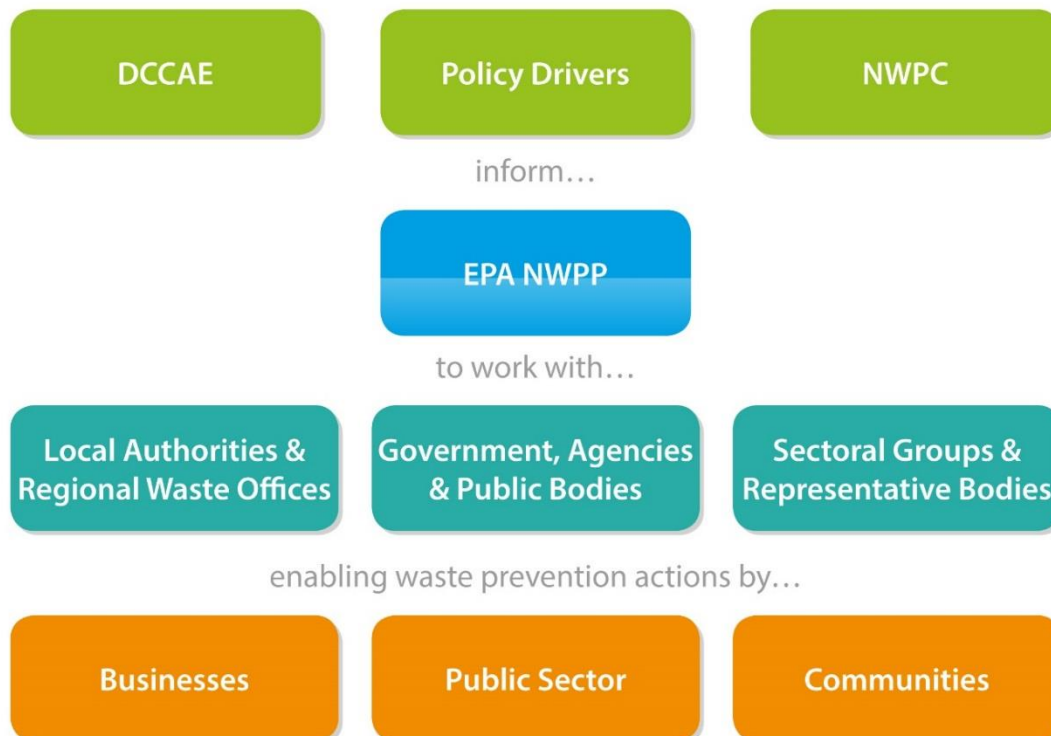 DCCAE
Policy Drivers
NWPC
inform…
EPA NWPP
to work with…
Local Authorities &
Regional Waste Offices
Government, Agencies
& Public Bodies
Sectoral Groups &
Representative Bodies
enabling waste prevention actions by…
Businesses
Public Sector
Communities